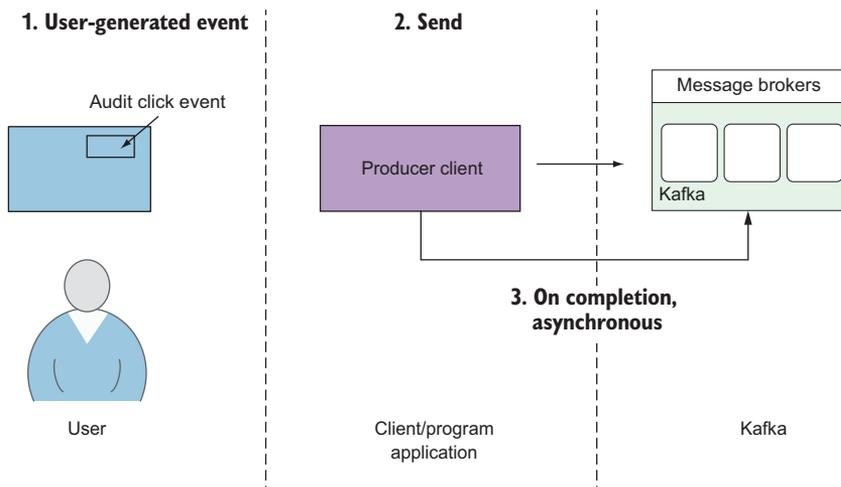 1. User-generated event
2. Send
Audit click event
Message brokers
Producer client
Kafka
3. On completion,
asynchronous
User
Client/program
application
Kafka